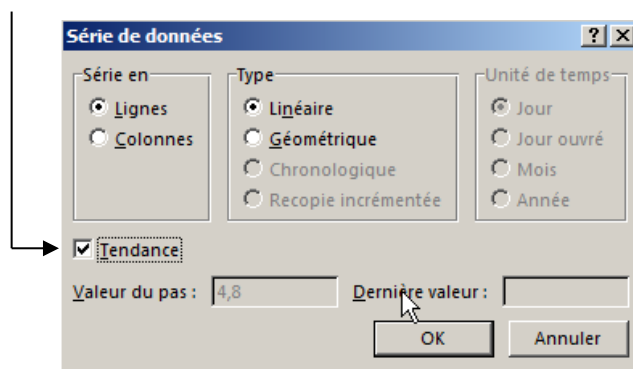 Série de données
Série en
Type
Unité de temps
Lignes
Linéaire
Jour
Colonnes
Géométrique
Jour ouvré
Chronologique
Mois
Recopie incrémentée
Année
Tendance
Valeur du pas : 4,8 Dernière valeur :
OK Annuler